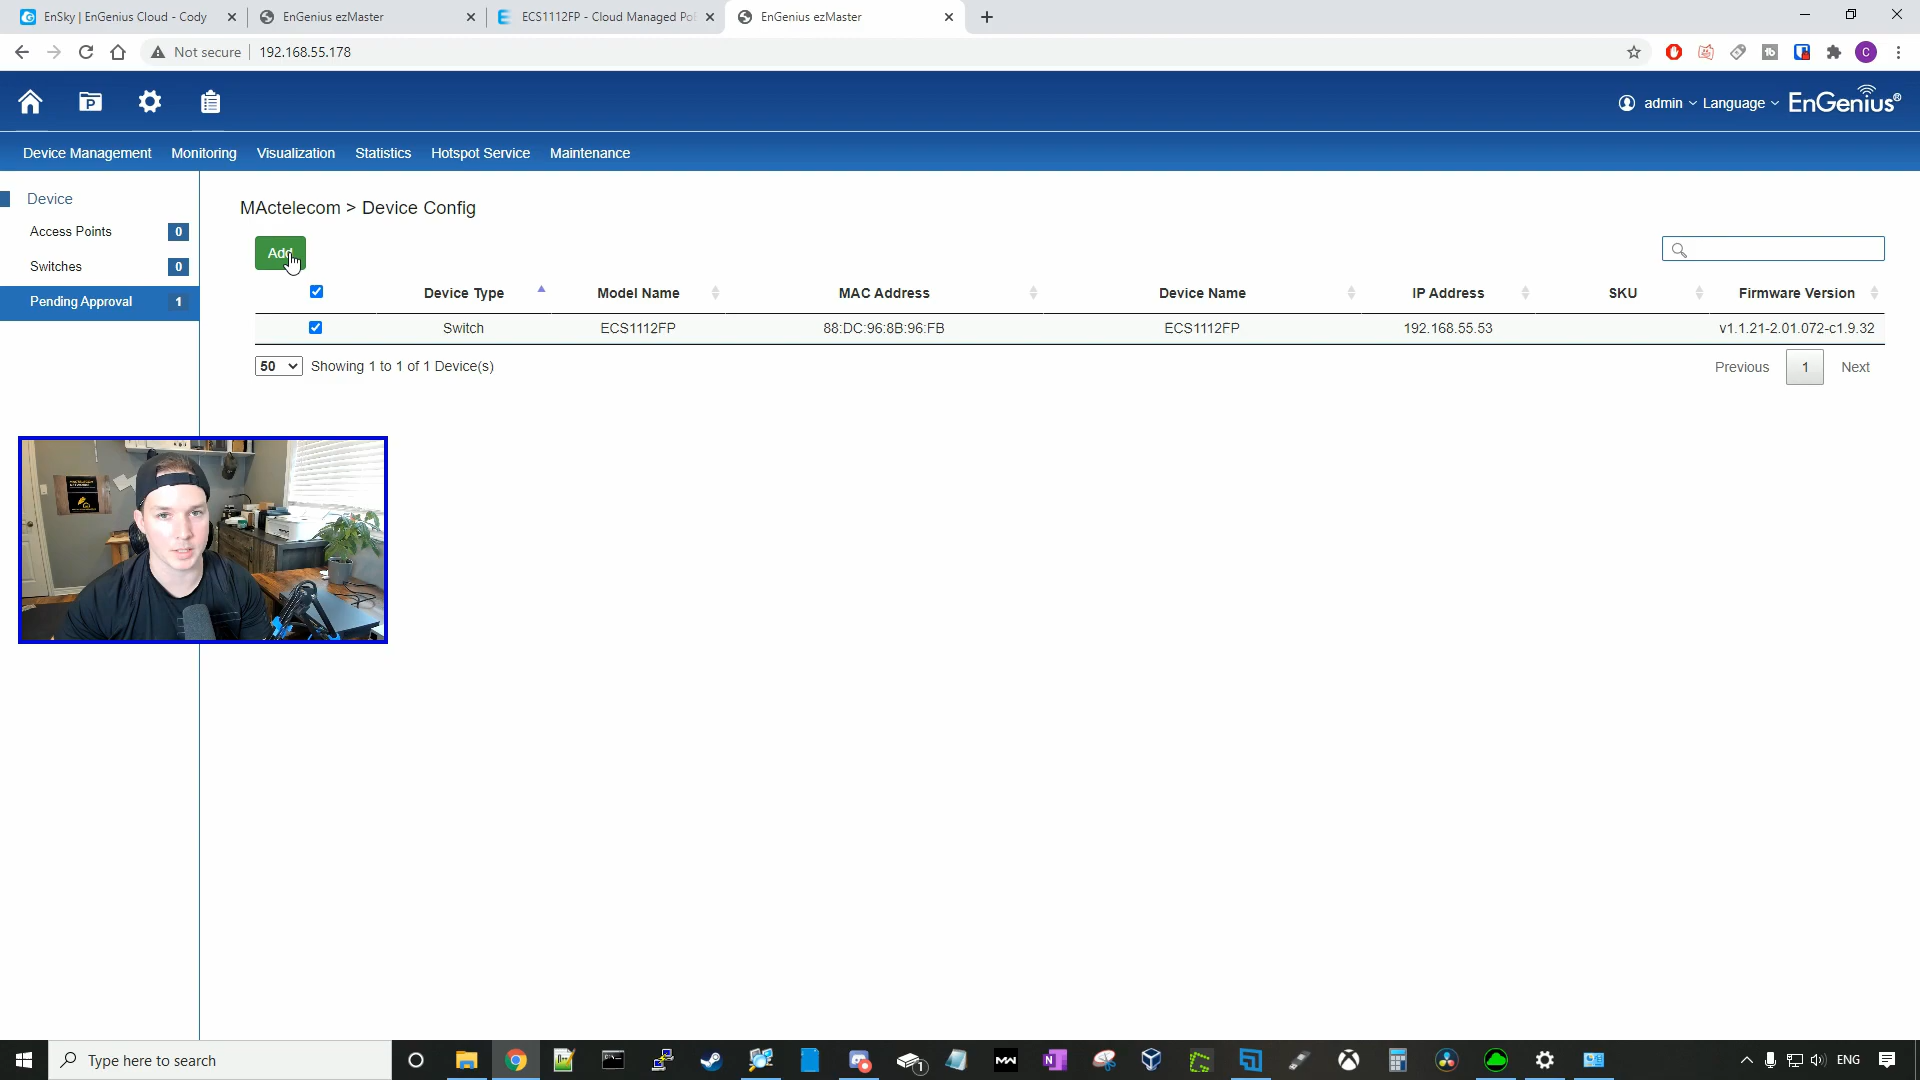 EnSky | EnGenius Cloud - Cody
EnGenius ezMaster
ECS1112FP - Cloud Managed Po
EnGenius ezMaster
Not secure
192.168.55.178
admin
Language
EnGenius®
Device Management
Monitoring
Visualization
Statistics
Hotspot Service
Maintenance
Device
Access Points 0
Switches 0
Pending Approval 1
MActelecom > Device Config
Add
Device Type
Model Name
MAC Address
Device Name
IP Address
SKU
Firmware Version
Switch
ECS1112FP
88:DC:96:8B:96:FB
ECS1112FP
192.168.55.53
v1.1.21-2.01.072-c1.9.32
50
Showing 1 to 1 of 1 Device(s)
Previous
1
Next
Type here to search
ENG